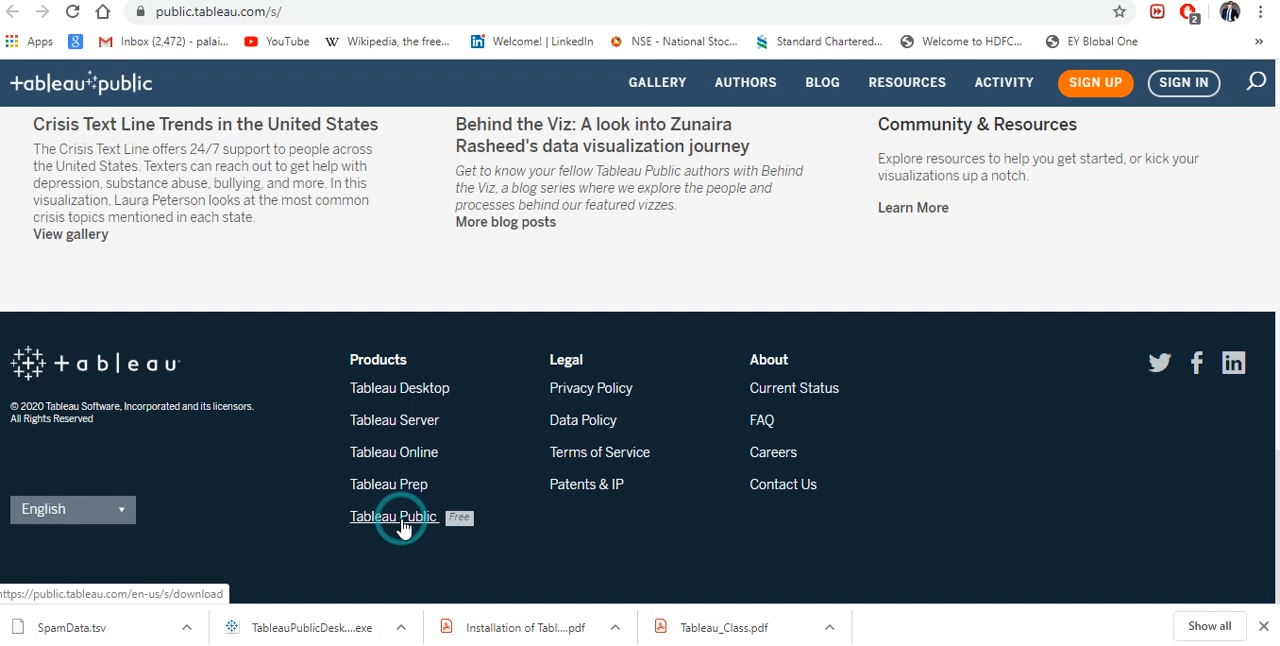 public.tableau.com/s/
2
Apps
Inbox (2,472) - palai...
YouTube
Wikipedia, the free...
Welcome! | LinkedIn
NSE - National Stoc...
Standard Chartered...
Welcome to HDFC...
EY Blobal One
»
+ableau+public
GALLERY
AUTHORS
BLOG
RESOURCES
ACTIVITY
SIGN UP
SIGN IN
Crisis Text Line Trends in the United States
The Crisis Text Line offers 24/7 support to people across
the United States. Texters can reach out to get help with
depression, substance abuse, bullying, and more. In this
visualization, Laura Peterson looks at the most common
crisis topics mentioned in each state.
View gallery
Behind the Viz: A look into Zunaira
Rasheed's data visualization journey
Get to know your fellow Tableau Public authors with Behind
the Viz, a blog series where we explore the people and
processes behind our featured vizzes.
More blog posts
Community & Resources
Explore resources to help you get started, or kick your
visualizations up a notch.
Learn More
+ a b | e a u
© 2020 Tableau Software, Incorporated and its licensors.
All Rights Reserved
English
Products
Tableau Desktop
Tableau Server
Tableau Online
Tableau Prep
Tableau Public Free
Legal
Privacy Policy
Data Policy
Terms of Service
Patents & IP
About
Current Status
FAQ
Careers
Contact Us
https://public.tableau.com/en-us/s/download
SpamData.tsv
TableauPublicDesk....exe
Installation of Tabl....pdf
Tableau_Class.pdf
Show all